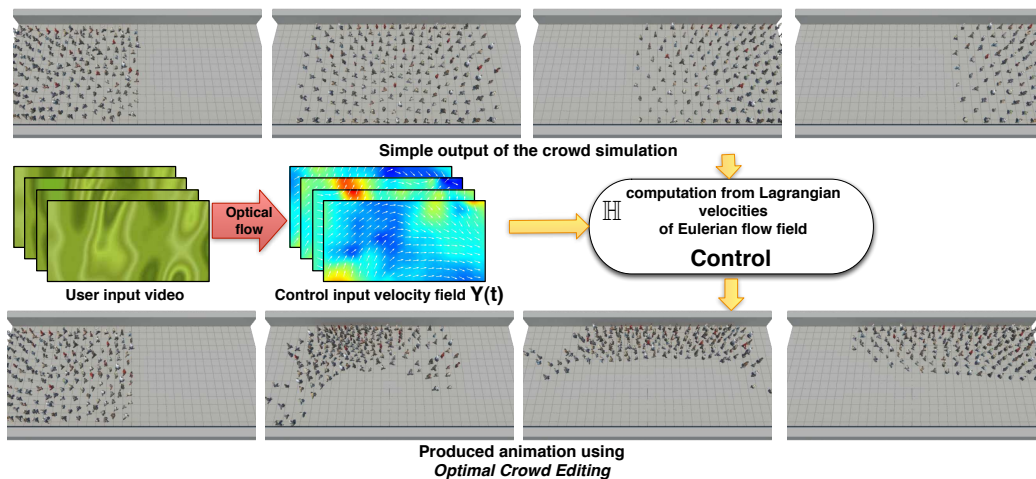 Simple output of the crowd simulation
Optical
flow
ℍ
computation from Lagrangian
velocities
of Eulerian flow field
Control
User input video
Control input velocity field Y(t)
Produced animation using
Optimal Crowd Editing